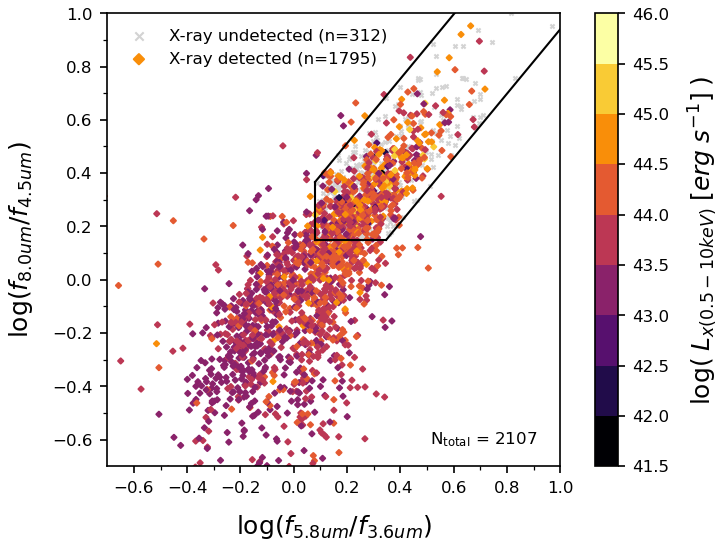 X-ray undetected (n=312)
X-ray detected (n=1795)
1.0
0.8
0.6
0.4
0.2
0.0
−0.2
−0.4
−0.6
log(f8.0um/f4.5um)
Ntotal = 2107
−0.6 −0.4 −0.2 0.0 0.2 0.4 0.6 0.8 1.0
log(f5.8um/f3.6um)
46.0
45.5
45.0
44.5
44.0
43.5
43.0
42.5
42.0
41.5
log( Lx(0.5 − 10keV) [erg s−1] )